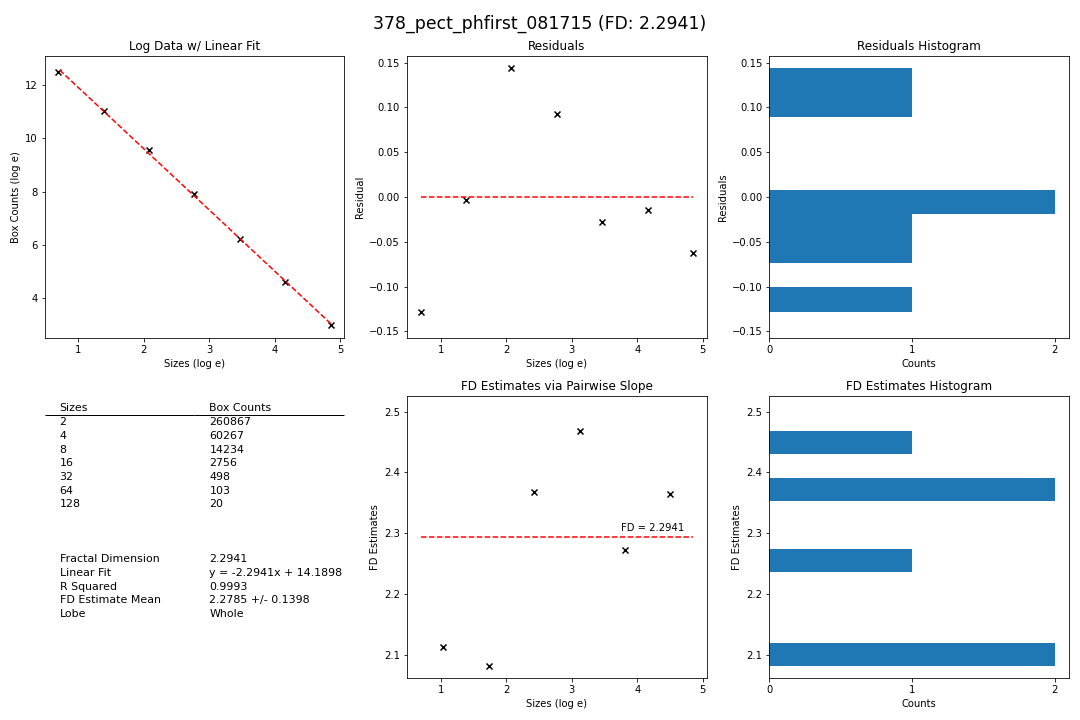 378_pect_phfirst_081715 (FD: 2.2941)
Log Data w/ Linear Fit
Box Counts (log e)
12
10
8
6
4
1 2 3 4 5
Sizes (log e)
Residuals
Residual
0.15
0.10
0.05
0.00
−0.05
−0.10
−0.15
1 2 3 4 5
Sizes (log e)
Residuals Histogram
Residuals
0.15
0.10
0.05
0.00
−0.05
−0.10
−0.15
0 1 2
Counts
Sizes Box Counts
2 260867
4 60267
8 14234
16 2756
32 498
64 103
128 20
Fractal Dimension 2.2941
Linear Fit y = -2.2941x + 14.1898
R Squared 0.9993
FD Estimate Mean 2.2785 +/- 0.1398
Lobe Whole
FD Estimates via Pairwise Slope
FD Estimates
2.5
2.4
2.3
2.2
2.1
FD = 2.2941
1 2 3 4 5
Sizes (log e)
FD Estimates Histogram
FD Estimates
2.5
2.4
2.3
2.2
2.1
0 1 2
Counts